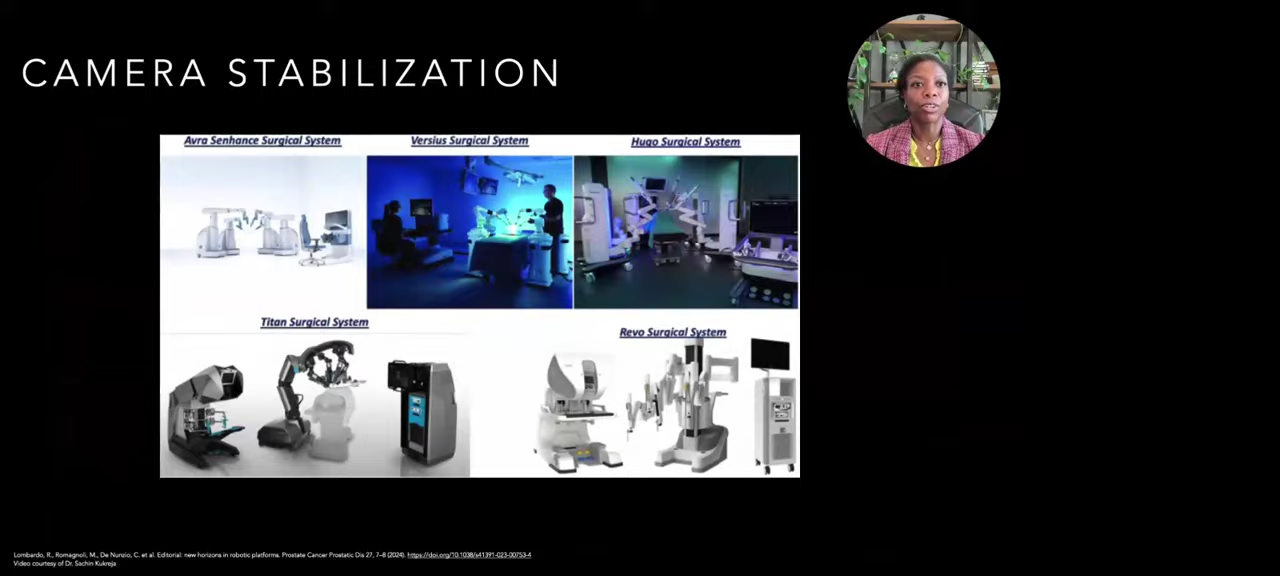 CAMERA STABILIZATION
Avra Senhance Surgical System
Versius Surgical System
Hugo Surgical System
Titan Surgical System
Revo Surgical System
Lombardo, R., Romagnoli, M., De Nunzio, C. et al. Editorial: new horizons in robotic platforms. Prostate Cancer Prostatic Dis 27, 7–8 (2024). https://doi.org/10.1038/s41391-023-00753-4
Video courtesy of Dr. Sachin Kukreja